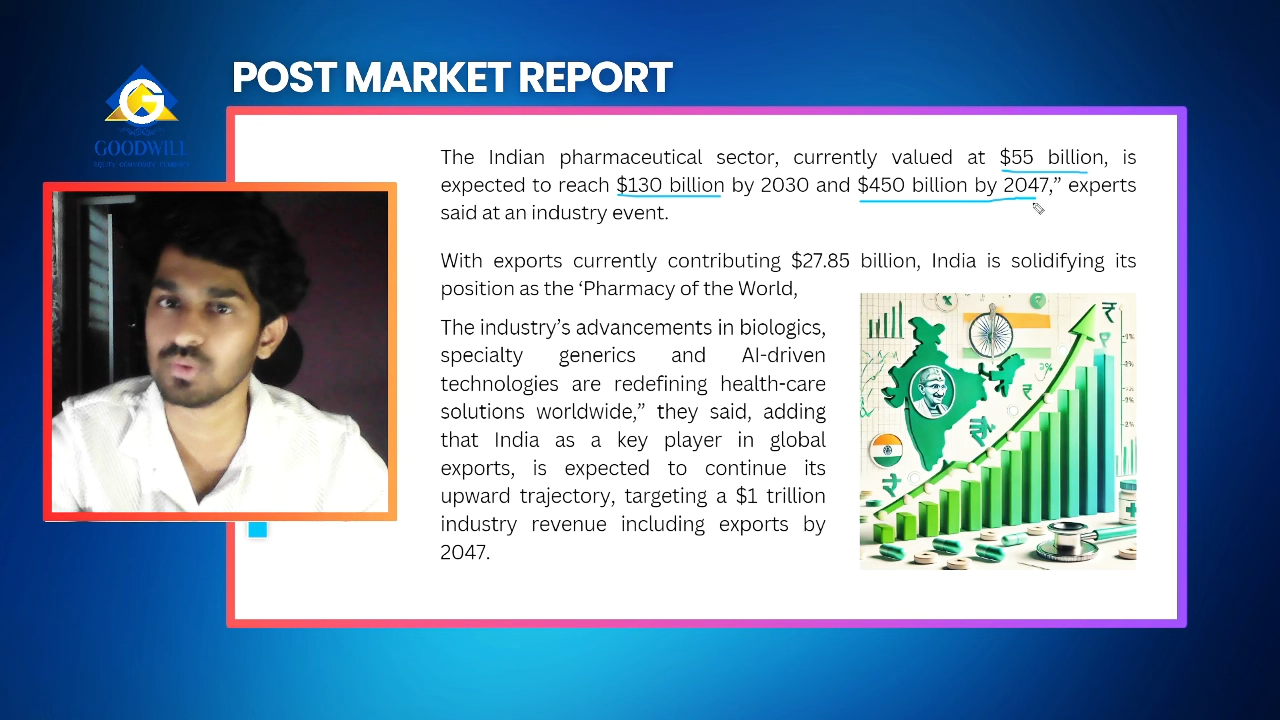 POST MARKET REPORT
G
GOODWILL
The Indian pharmaceutical sector, currently valued at $55 billion, is
expected to reach $130 billion by 2030 and $450 billion by 2047,” experts
said at an industry event.
With exports currently contributing $27.85 billion, India is solidifying its
position as the ‘Pharmacy of the World,
The industry’s advancements in biologics,
specialty generics and AI-driven
technologies are redefining health-care
solutions worldwide,” they said, adding
that India as a key player in global
exports, is expected to continue its
upward trajectory, targeting a $1 trillion
industry revenue including exports by
2047.